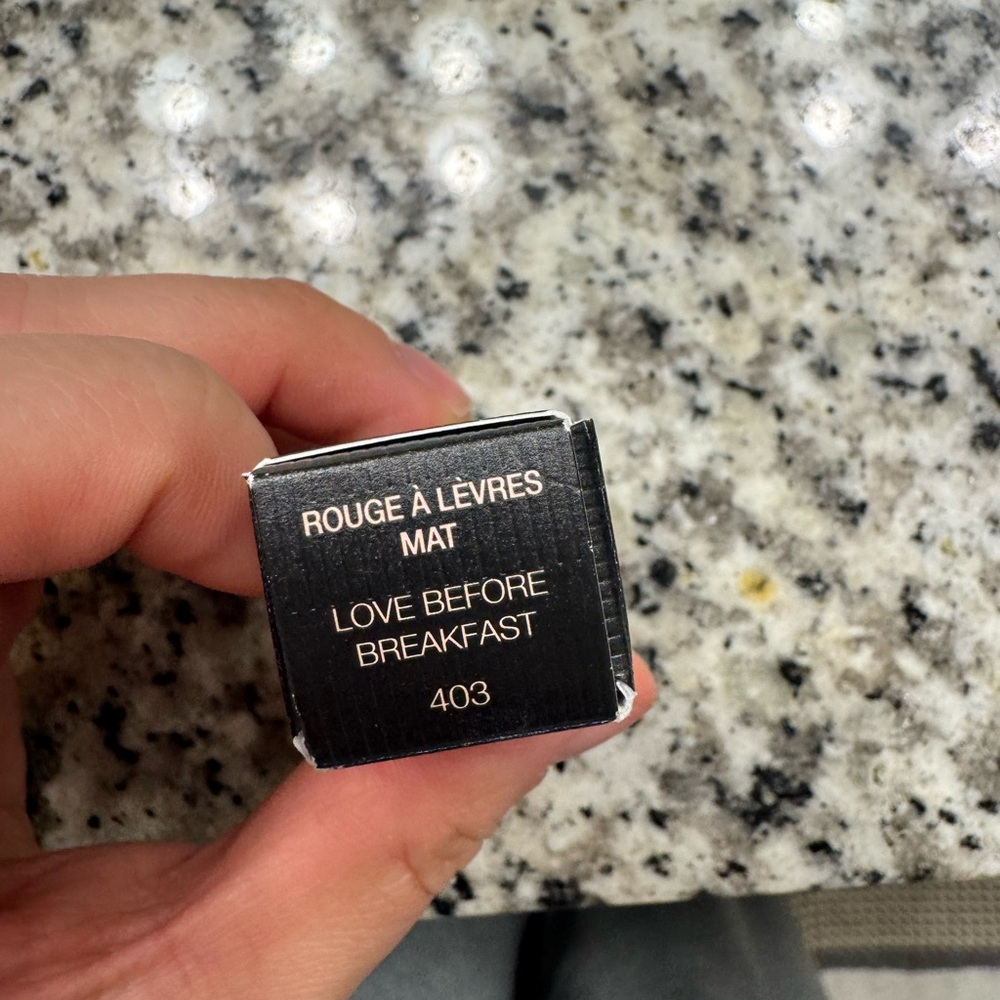 ROUGE À LÈVRES
MAT
LOVE BEFORE
BREAKFAST
403